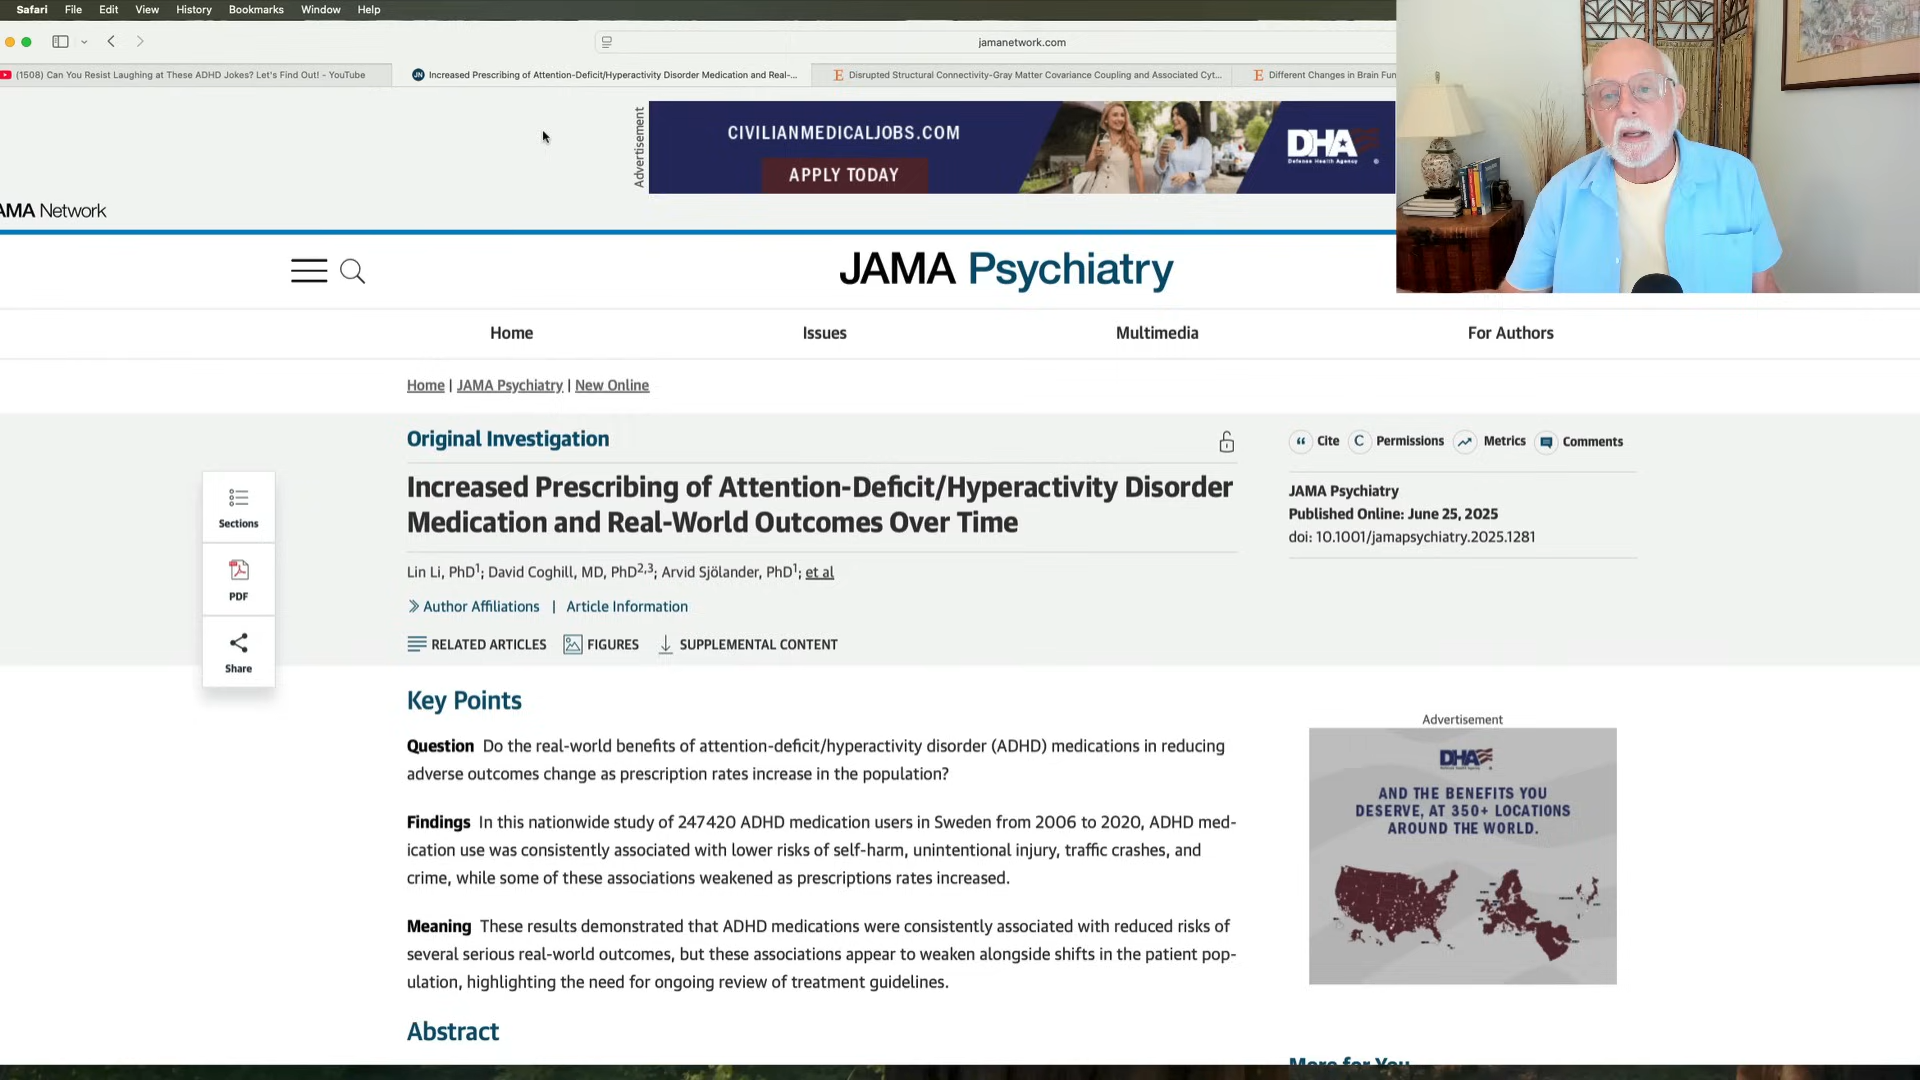 Safari File Edit View History Bookmarks Window Help
jamanetwork.com
(1508) Can You Resist Laughing at These ADHD Jokes? Let's Find Out! - YouTube
JN Increased Prescribing of Attention-Deficit/Hyperactivity Disorder Medication and Real-...
E Disrupted Structural Connectivity-Gray Matter Covariance Coupling and Associated Cyt...
E Different Changes in Brain Fun
Advertisement
CIVILIANMEDICALJOBS.COM
APPLY TODAY
DHA
Defense Health Agency
AMA Network
JAMA Psychiatry
Home Issues Multimedia For Authors
Home | JAMA Psychiatry | New Online
Original Investigation
Cite Permissions Metrics Comments
Increased Prescribing of Attention-Deficit/Hyperactivity Disorder
Medication and Real-World Outcomes Over Time
JAMA Psychiatry
Published Online: June 25, 2025
doi: 10.1001/jamapsychiatry.2025.1281
Sections
PDF
Share
Lin Li, PhD1; David Coghill, MD, PhD2,3; Arvid Sjölander, PhD1; et al
Author Affiliations | Article Information
RELATED ARTICLES FIGURES SUPPLEMENTAL CONTENT
Key Points
Question Do the real-world benefits of attention-deficit/hyperactivity disorder (ADHD) medications in reducing
adverse outcomes change as prescription rates increase in the population?
Findings In this nationwide study of 247 420 ADHD medication users in Sweden from 2006 to 2020, ADHD med-
ication use was consistently associated with lower risks of self-harm, unintentional injury, traffic crashes, and
crime, while some of these associations weakened as prescriptions rates increased.
Meaning These results demonstrated that ADHD medications were consistently associated with reduced risks of
several serious real-world outcomes, but these associations appear to weaken alongside shifts in the patient pop-
ulation, highlighting the need for ongoing review of treatment guidelines.
Abstract
Advertisement
DHA
AND THE BENEFITS YOU
DESERVE, AT 350+ LOCATIONS
AROUND THE WORLD.
More for You